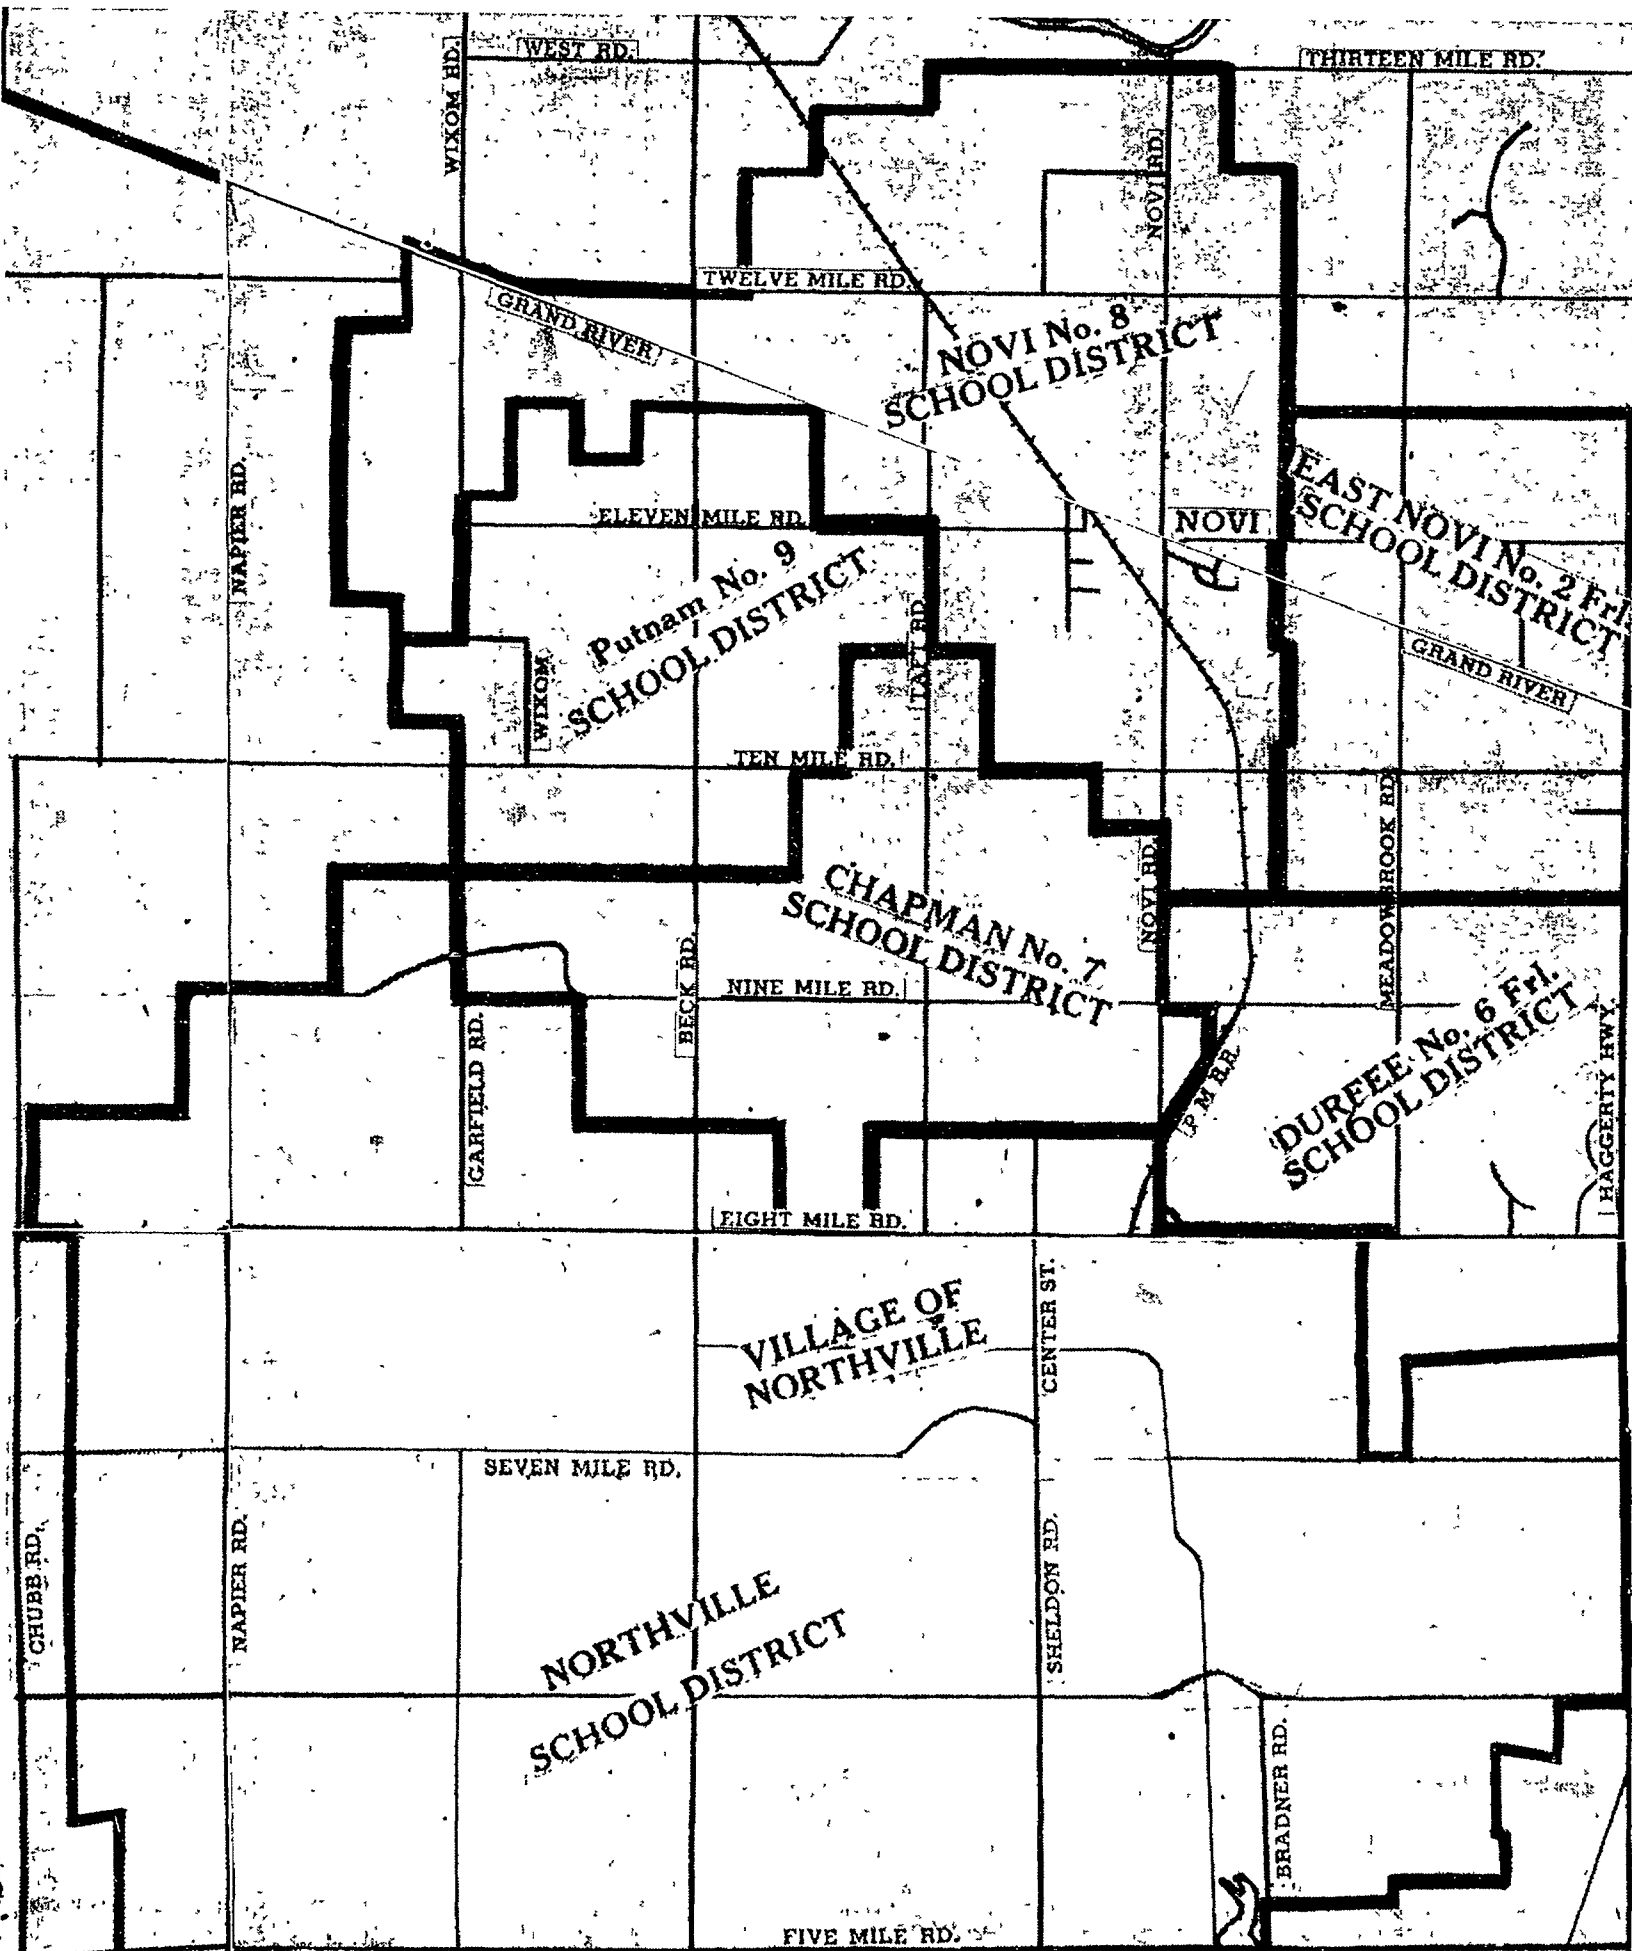 WEST RD.
THIRTEEN MILE RD.
WIXOM RD.
NOVI RD.
TWELVE MILE RD.
GRAND RIVER
NOVI No. 8
SCHOOL DISTRICT
NAPIER RD.
ELEVEN MILE RD.
NOVI
EAST NOVI No. 2 Frl.
SCHOOL DISTRICT
Putnam No. 9
SCHOOL DISTRICT
TAFT RD.
WIXOM
GRAND RIVER
TEN MILE RD.
MEADOWBROOK RD.
NOVI RD.
CHAPMAN No. 7
SCHOOL DISTRICT
BECK RD.
NINE MILE RD.
GARFIELD RD.
P M R.R.
DURFEE No. 6 Frl.
SCHOOL DISTRICT
HAGGERTY HWY.
EIGHT MILE RD.
VILLAGE OF
NORTHVILLE
CENTER ST.
SEVEN MILE RD.
CHUBB RD.
NAPIER RD.
SHELDON RD.
NORTHVILLE
SCHOOL DISTRICT
BRADNER RD.
FIVE MILE RD.